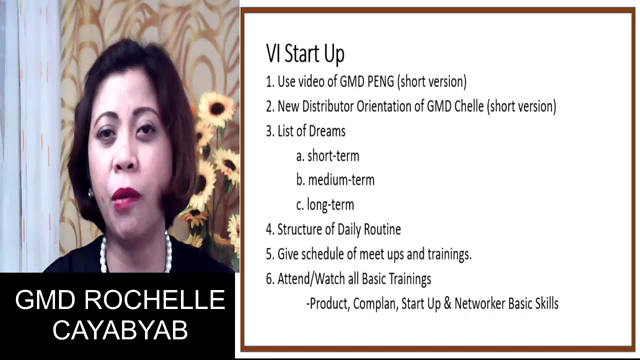 VI Start Up
1. Use video of GMD PENG (short version)
2. New Distributor Orientation of GMD Chelle (short version)
3. List of Dreams
a. short-term
b. medium-term
c. long-term
4. Structure of Daily Routine
5. Give schedule of meet ups and trainings.
6. Attend/Watch all Basic Trainings
-Product, Complan, Start Up & Networker Basic Skills
GMD ROCHELLE
CAYABYAB